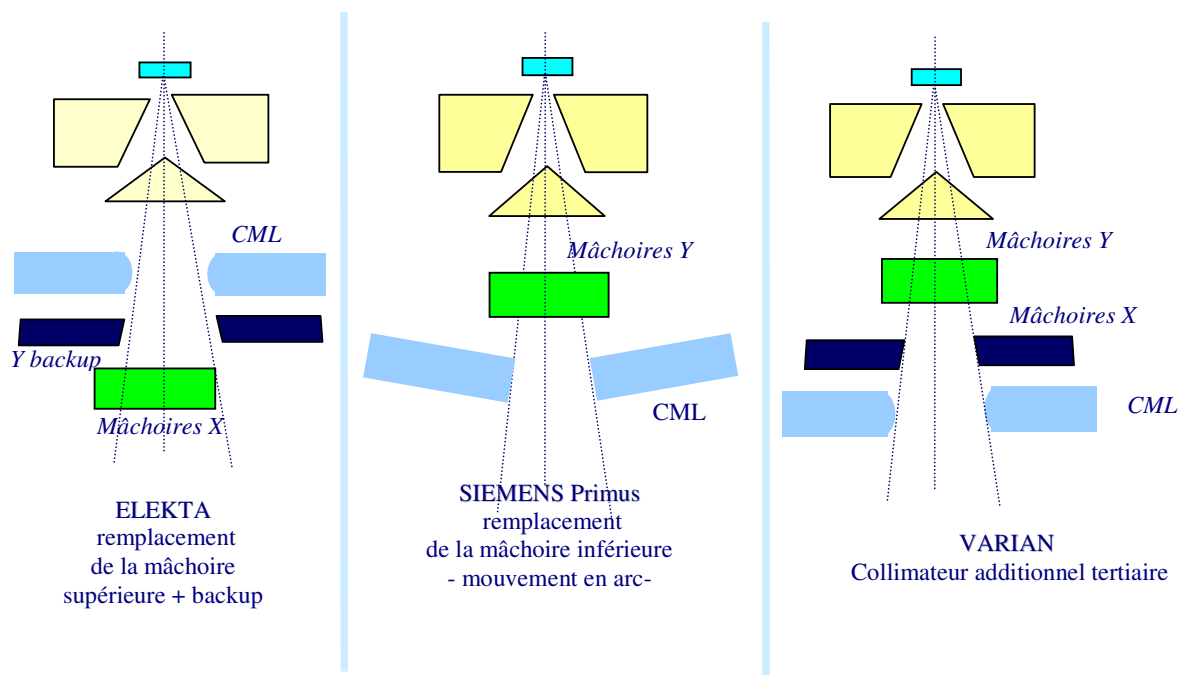 CML
Y backup
Mâchoires X
ELEKTA
remplacement
de la mâchoire
supérieure + backup
Mâchoires Y
CML
SIEMENS Primus
remplacement
de la mâchoire inférieure
- mouvement en arc-
Mâchoires Y
Mâchoires X
CML
VARIAN
Collimateur additionnel tertiaire